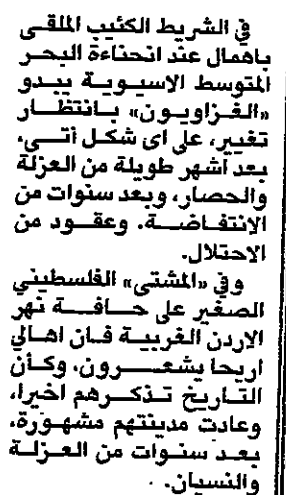 في الشريط الكئيب الملقى
باهمال عند انحناءة البحر
المتوسط الاسيوية يبدو
«الغزاويون» بانتظار
تغيير، على اى شكل أتى،
بعد أشهر طويلة من العزلة
والحصار، وبعد سنوات من
الانتفاضة. وعقود من
الاحتلال.
وفي «المشتى» الفلسطيني
الصغير على حافة نهر
الاردن الغربية فان اهالي
اريحا يشعرون، وكأن
التاريخ تذكرهم اخيرا،
وعادت مدينتهم مشهورة،
بعد سنوات من العزلة
والنسيان.